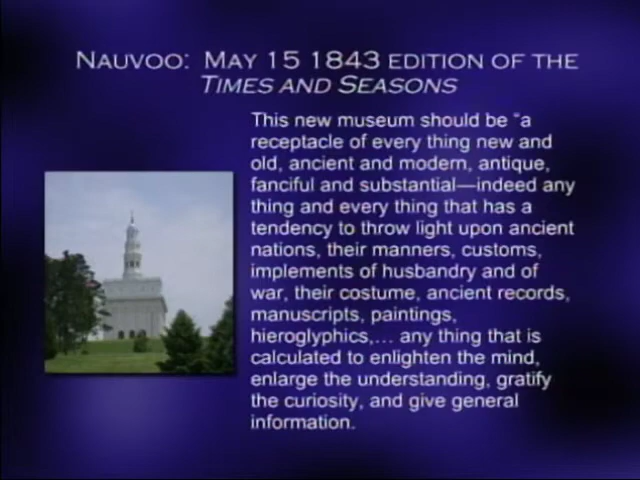 NAUVOO: MAY 15 1843 EDITION OF THE
TIMES AND SEASONS
This new museum should be "a
receptacle of every thing new and
old, ancient and modern, antique,
fanciful and substantial—indeed any
thing and every thing that has a
tendency to throw light upon ancient
nations, their manners, customs,
implements of husbandry and of
war, their costume, ancient records,
manuscripts, paintings,
hieroglyphics,... any thing that is
calculated to enlighten the mind,
enlarge the understanding, gratify
the curiosity, and give general
information.